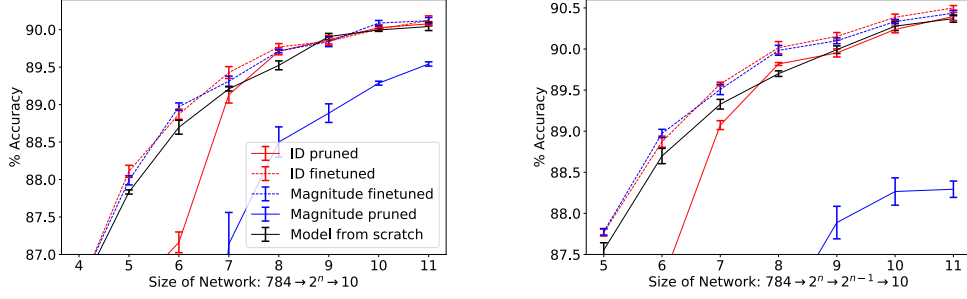 90.0
89.5
89.0
88.5
88.0
87.5
87.0
% Accuracy
4 5 6 7 8 9 10 11
Size of Network: 784 → 2ⁿ → 10
ID pruned
ID finetuned
Magnitude finetuned
Magnitude pruned
Model from scratch
90.5
90.0
89.5
89.0
88.5
88.0
87.5
% Accuracy
5 6 7 8 9 10 11
Size of Network: 784 → 2ⁿ → 2ⁿ⁻¹ → 10